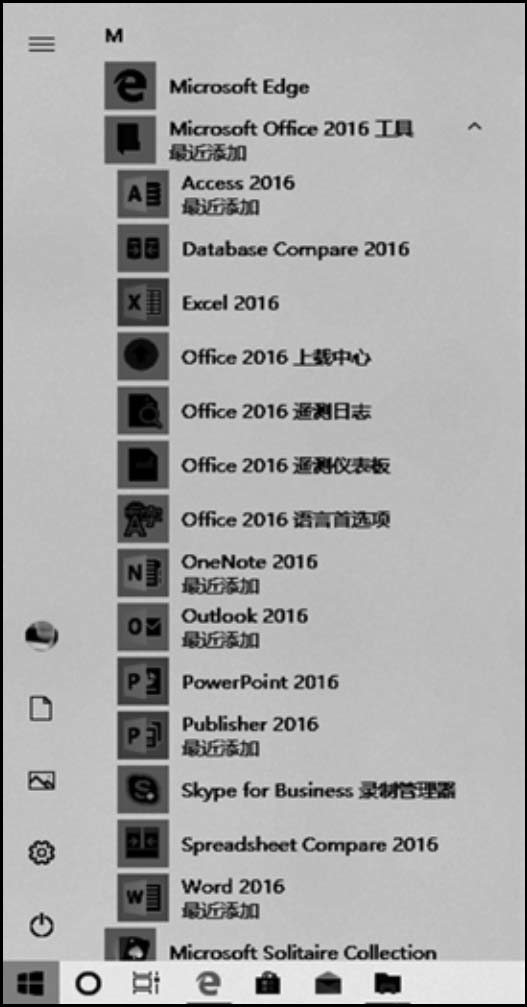 M
Microsoft Edge
Microsoft Office 2016 工具
最近添加
Access 2016
最近添加
Database Compare 2016
Excel 2016
Office 2016 上载中心
Office 2016 遥测日志
Office 2016 遥测仪表板
Office 2016 语言首选项
OneNote 2016
最近添加
Outlook 2016
最近添加
PowerPoint 2016
Publisher 2016
最近添加
Skype for Business 录制管理器
Spreadsheet Compare 2016
Word 2016
最近添加
Microsoft Solitaire Collection